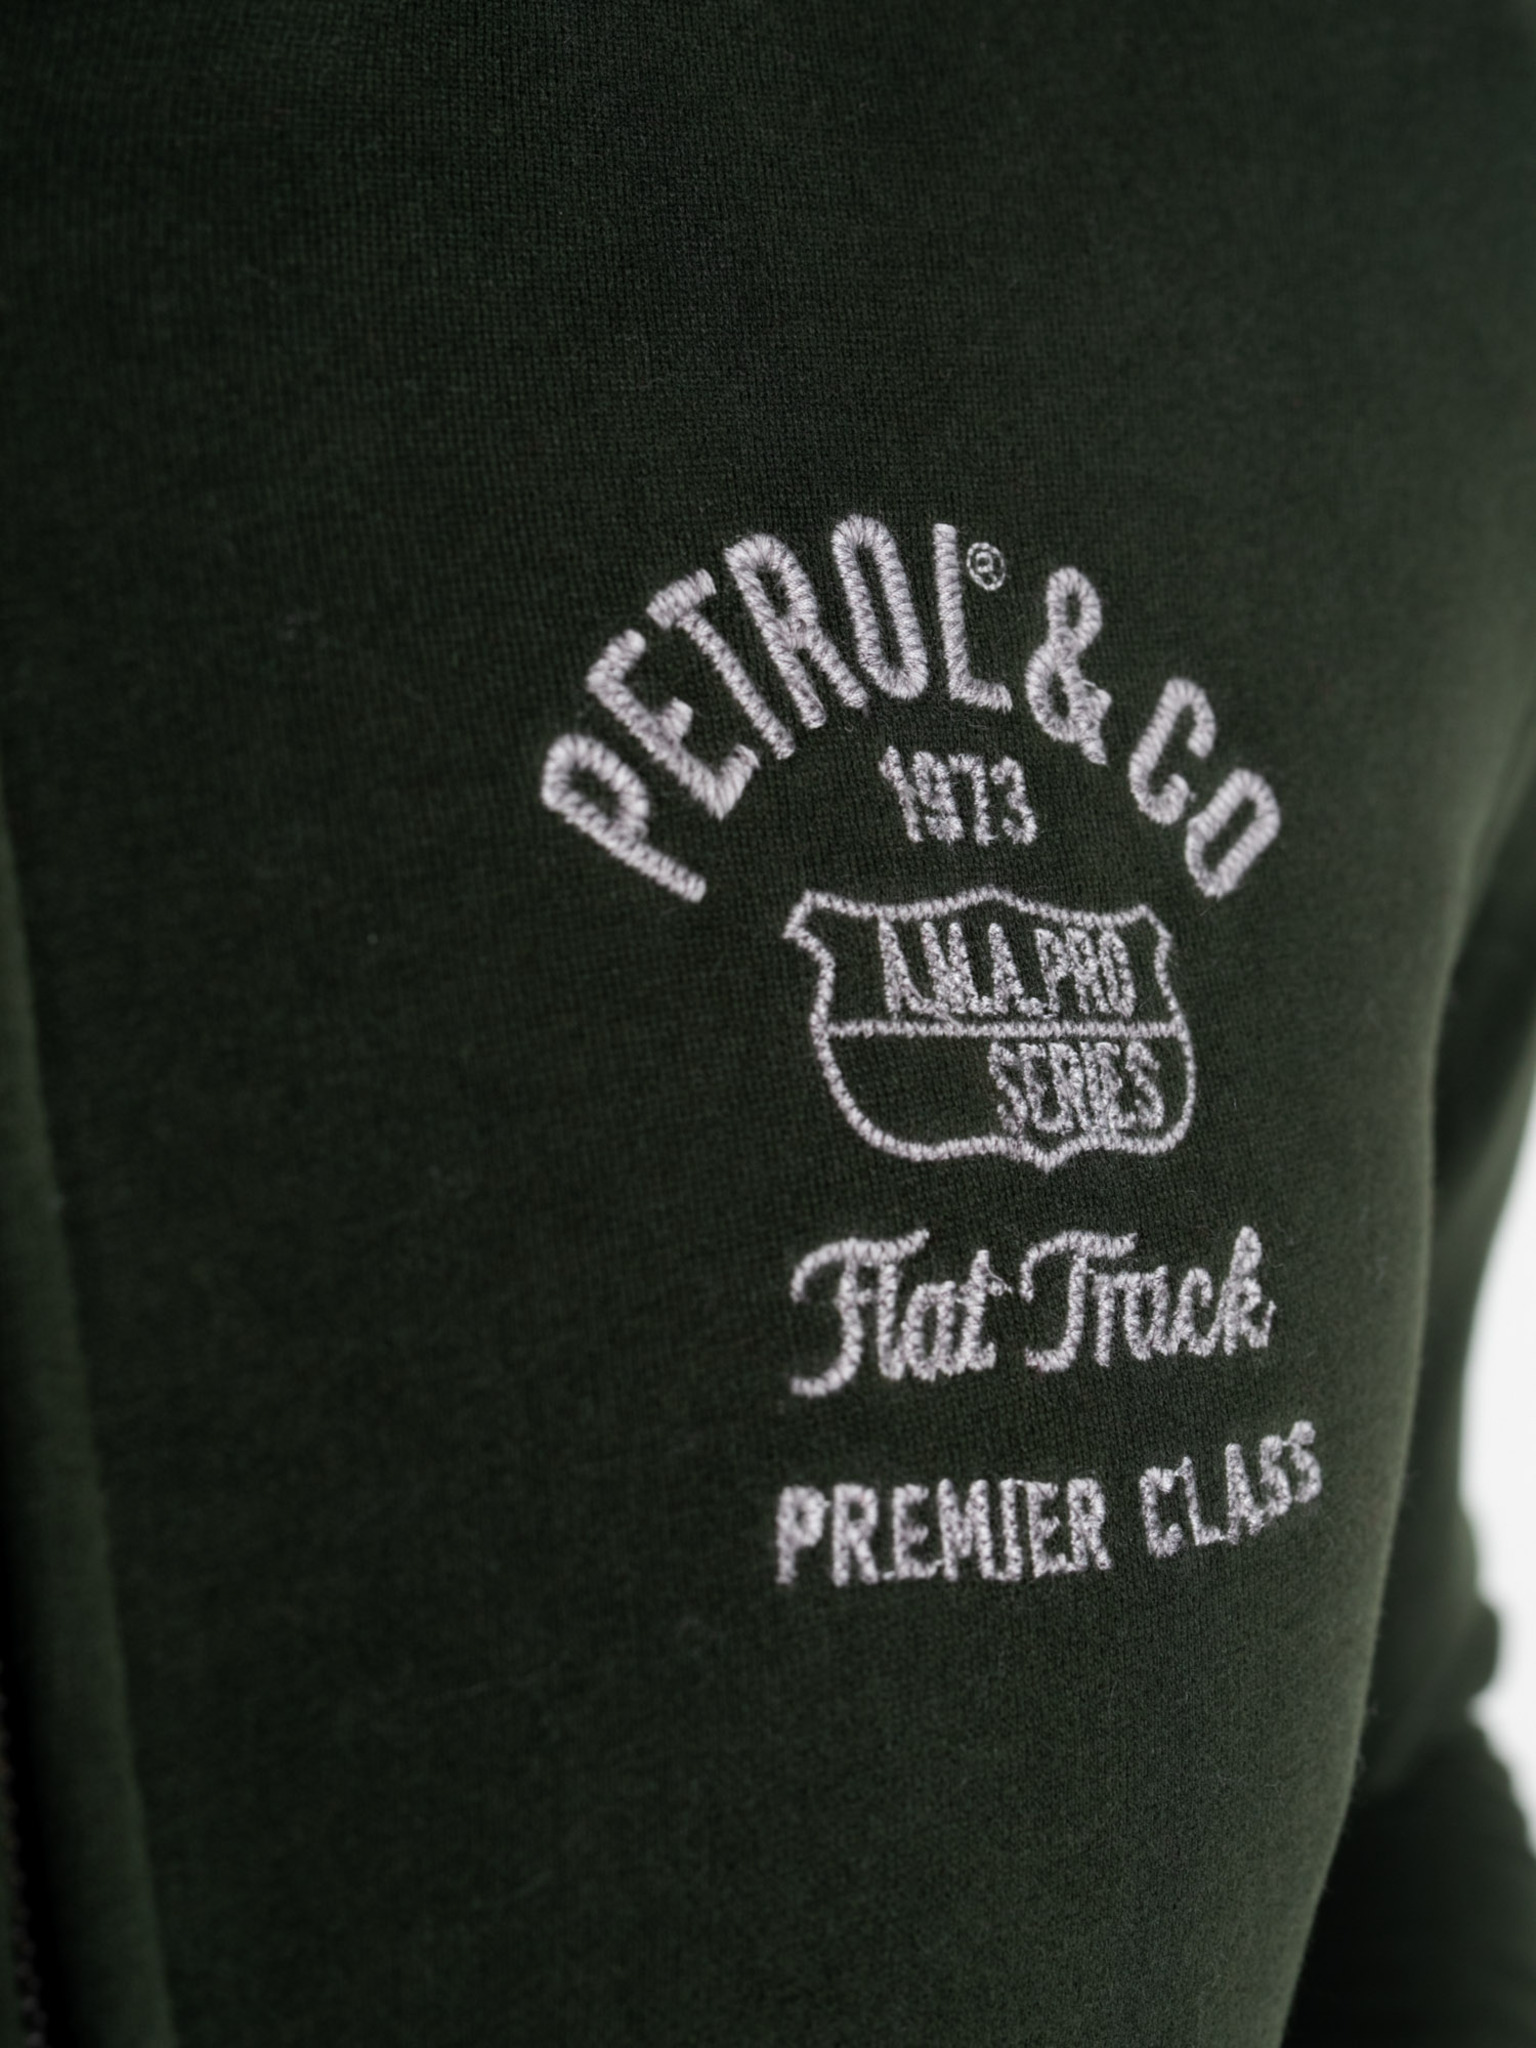 PETROL® & CO
1973
A.M.A. PRO
SERIES
Flat Track
PREMIER CLASS